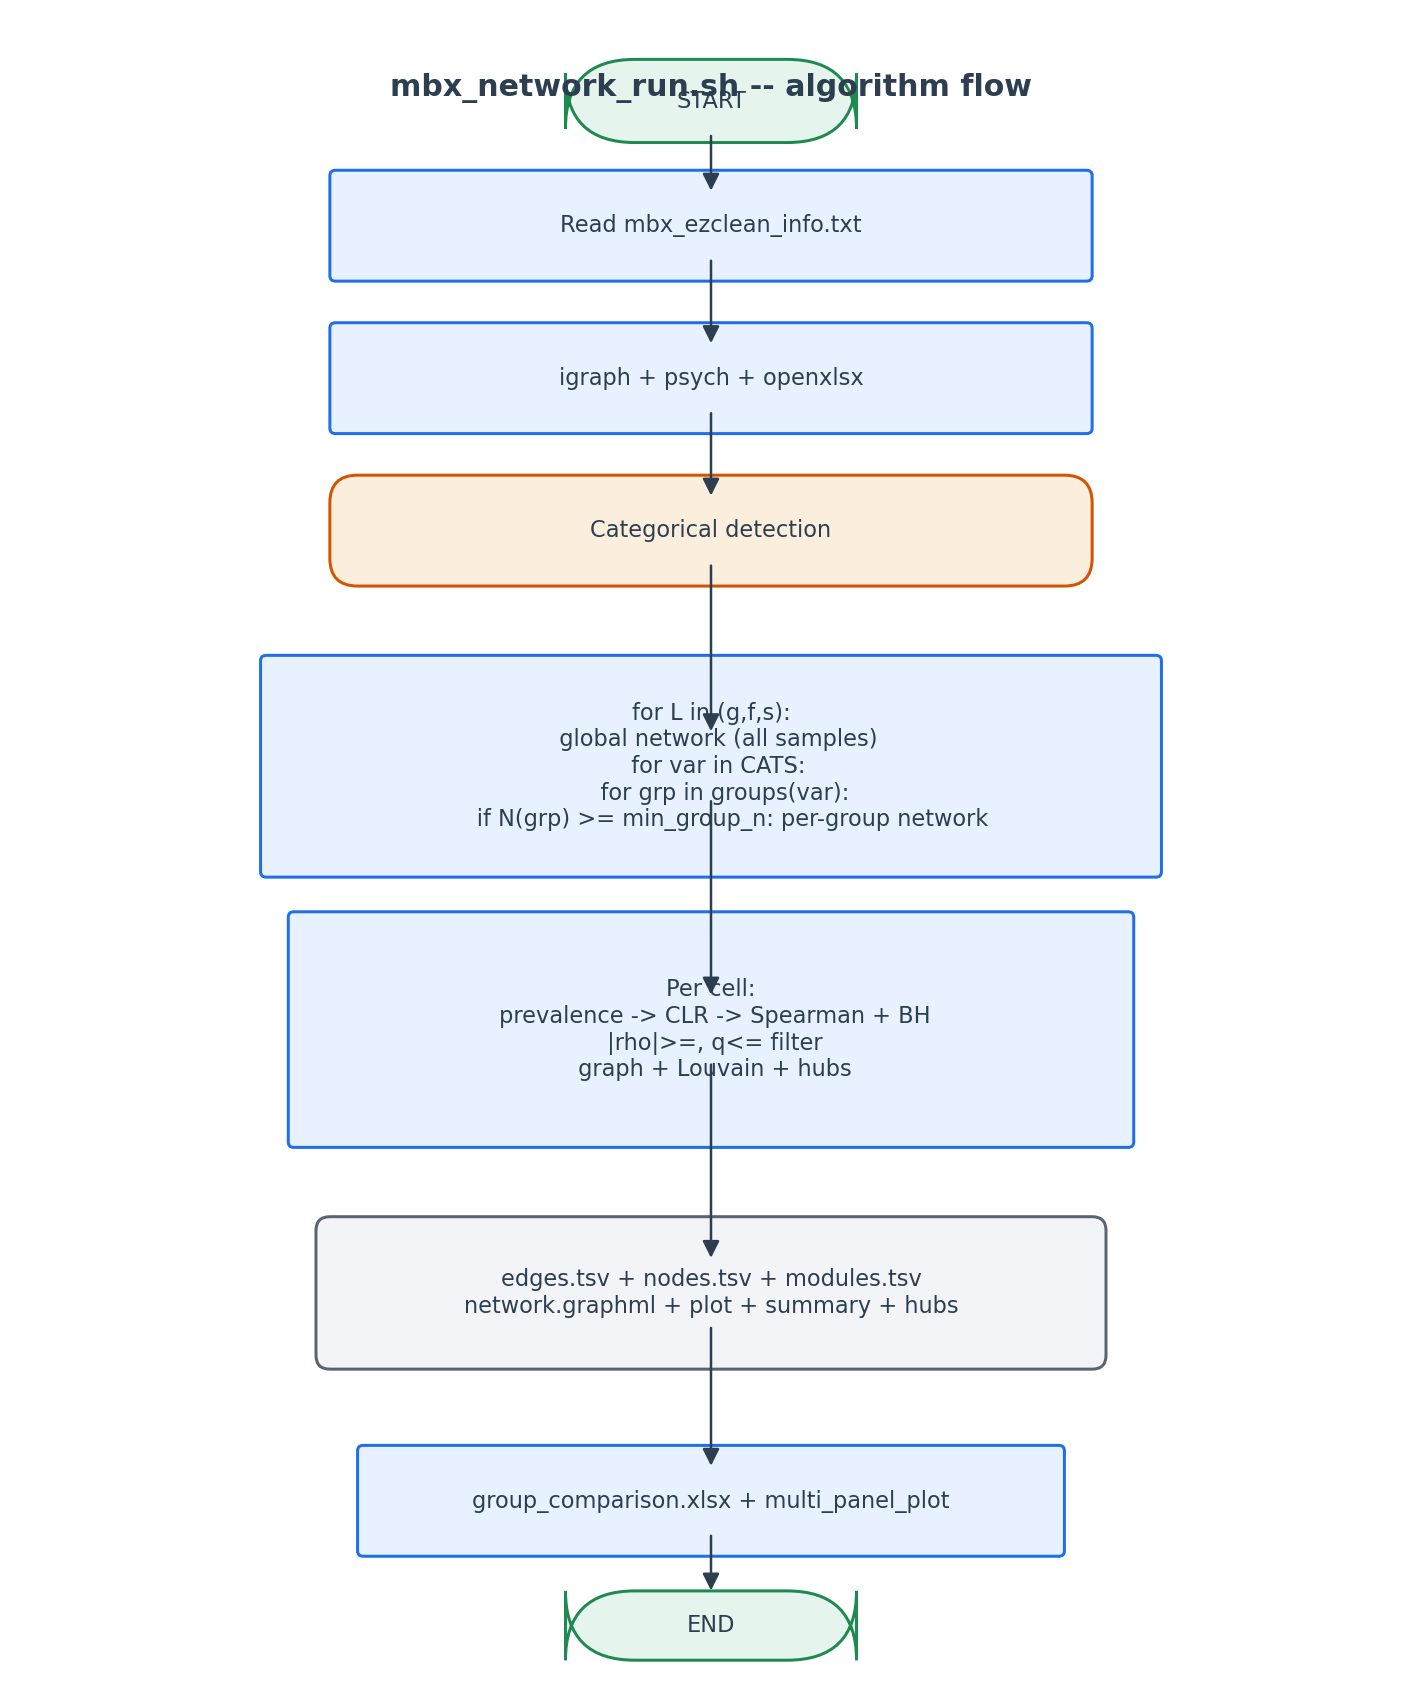 mbx_network_run.sh -- algorithm flow
START
Read mbx_ezclean_info.txt
igraph + psych + openxlsx
Categorical detection
for L in (g,f,s):
global network (all samples)
for var in CATS:
for grp in groups(var):
if N(grp) >= min_group_n: per-group network
Per cell:
prevalence -> CLR -> Spearman + BH
|rho|>=, q<= filter
graph + Louvain + hubs
edges.tsv + nodes.tsv + modules.tsv
network.graphml + plot + summary + hubs
group_comparison.xlsx + multi_panel_plot
END